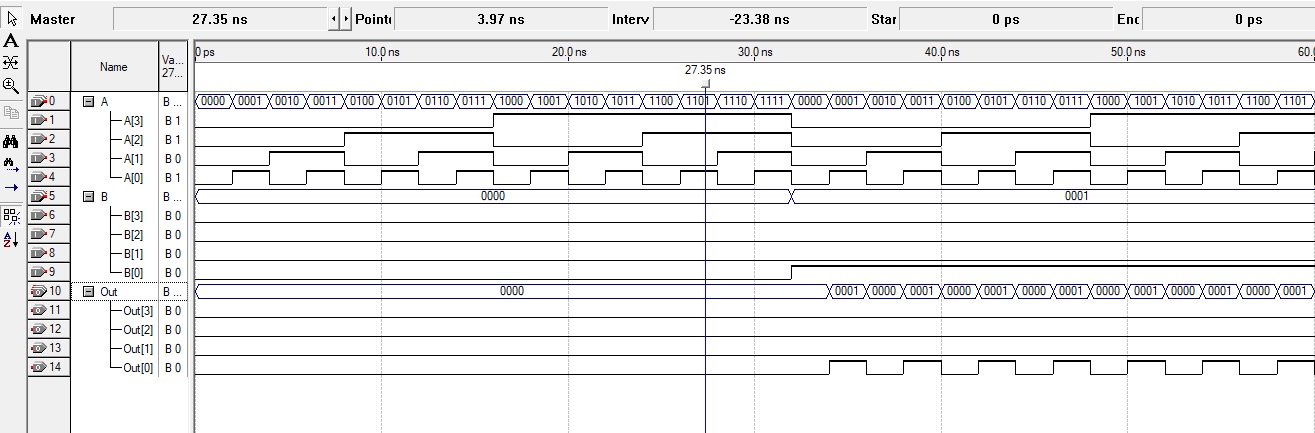 Master 27.35 ns Point 3.97 ns Interv -23.38 ns Star 0 ps Enc 0 ps
0 ps 10.0 ns 20.0 ns 30.0 ns 40.0 ns 50.0 ns 60.0
Name Va... 27... 27.35 ns
0 A B ... 0000 0001 0010 0011 0100 0101 0110 0111 1000 1001 1010 1011 1100 1101 1110 1111 0000 0001 0010 0011 0100 0101 0110 0111 1000 1001 1010 1011 1100 1101
1 A[3] B 1
2 A[2] B 1
3 A[1] B 0
4 A[0] B 1
5 B B ... 0000 0001
6 B[3] B 0
7 B[2] B 0
8 B[1] B 0
9 B[0] B 0
10 Out B ... 0000 0001 0000 0001 0000 0001 0000 0001 0000 0001 0000 0001 0000 0001
11 Out[3] B 0
12 Out[2] B 0
13 Out[1] B 0
14 Out[0] B 0